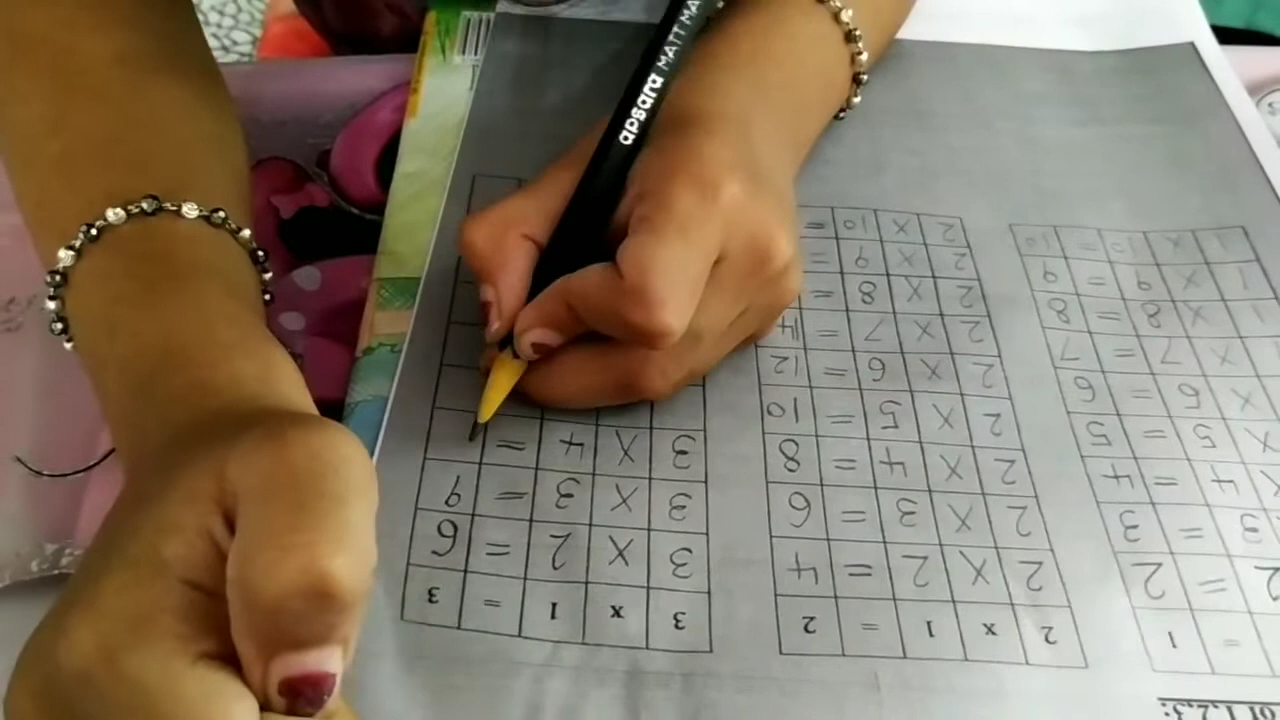 of 1,2,3:
= 1
2 = 2
3 = 3
X 4 = 4
X 5 = 5
X 6 = 6
X 7 = 7
1 X 8 = 8
1 X 9 = 9
1 X 10 = 10
2 x 1 = 2
2 X 2 = 4
2 X 3 = 6
2 X 4 = 8
2 X 5 = 10
2 X 6 = 12
2 X 7 = 14
2 X 8 =
2 X 9 =
2 X 10 =
3 x 1 = 3
3 X 2 = 6
3 X 3 = 9
3 X 4 =
apsara MATT MA